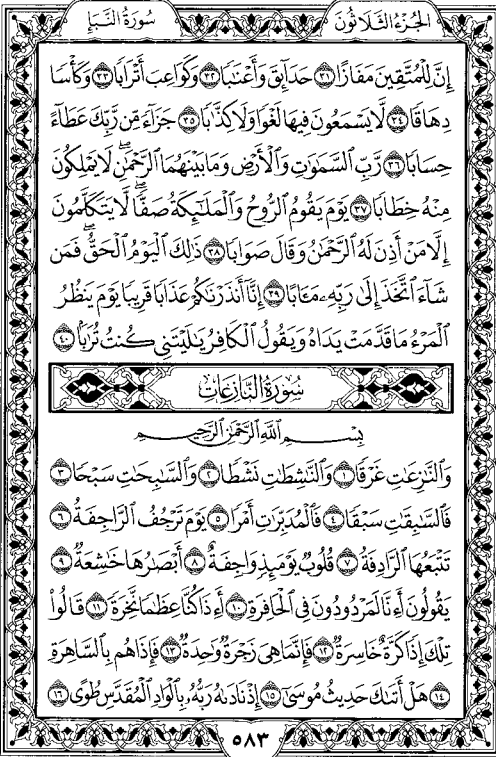 الجزء الثلاثون
سورة النبإ
إِنَّ لِلْمُتَّقِينَ مَفَازًا ٣١ حَدَآئِقَ وَأَعْنَٰبًا ٣٢ وَكَوَاعِبَ أَتْرَابًا ٣٣ وَكَأْسًا
دِهَاقًا ٣٤ لَّا يَسْمَعُونَ فِيهَا لَغْوًا وَلَا كِذَّٰبًا ٣٥ جَزَآءً مِّن رَّبِّكَ عَطَآءً
حِسَابًا ٣٦ رَّبِّ ٱلسَّمَٰوَٰتِ وَٱلْأَرْضِ وَمَا بَيْنَهُمَا ٱلرَّحْمَٰنِۖ لَا يَمْلِكُونَ
مِنْهُ خِطَابًا ٣٧ يَوْمَ يَقُومُ ٱلرُّوحُ وَٱلْمَلَٰٓئِكَةُ صَفًّاۖ لَّا يَتَكَلَّمُونَ
إِلَّا مَنْ أَذِنَ لَهُ ٱلرَّحْمَٰنُ وَقَالَ صَوَابًا ٣٨ ذَٰلِكَ ٱلْيَوْمُ ٱلْحَقُّۖ فَمَن
شَآءَ ٱتَّخَذَ إِلَىٰ رَبِّهِۦ مَـَٔابًا ٣٩ إِنَّآ أَنذَرْنَٰكُمْ عَذَابًا قَرِيبًا يَوْمَ يَنظُرُ
ٱلْمَرْءُ مَا قَدَّمَتْ يَدَاهُ وَيَقُولُ ٱلْكَافِرُ يَٰلَيْتَنِى كُنتُ تُرَٰبًۢا ٤٠
سورة النازعات
بِسْمِ ٱللَّهِ ٱلرَّحْمَٰنِ ٱلرَّحِيمِ
وَٱلنَّٰزِعَٰتِ غَرْقًا ١ وَٱلنَّٰشِطَٰتِ نَشْطًا ٢ وَٱلسَّٰبِحَٰتِ سَبْحًا ٣
فَٱلسَّٰبِقَٰتِ سَبْقًا ٤ فَٱلْمُدَبِّرَٰتِ أَمْرًا ٥ يَوْمَ تَرْجُفُ ٱلرَّاجِفَةُ ٦
تَتْبَعُهَا ٱلرَّادِفَةُ ٧ قُلُوبٌ يَوْمَئِذٍ وَاجِفَةٌ ٨ أَبْصَٰرُهَا خَٰشِعَةٌ ٩
يَقُولُونَ أَءِنَّا لَمَرْدُودُونَ فِى ٱلْحَافِرَةِ ١٠ أَءِذَا كُنَّا عِظَٰمًا نَّخِرَةً ١١ قَالُوا۟
تِلْكَ إِذًا كَرَّةٌ خَاسِرَةٌ ١٢ فَإِنَّمَا هِىَ زَجْرَةٌ وَٰحِدَةٌ ١٣ فَإِذَا هُم بِٱلسَّاهِرَةِ
١٤ هَلْ أَتَىٰكَ حَدِيثُ مُوسَىٰٓ ١٥ إِذْ نَادَىٰهُ رَبُّهُۥ بِٱلْوَادِ ٱلْمُقَدَّسِ طُوًى ١٦
٥٨٣